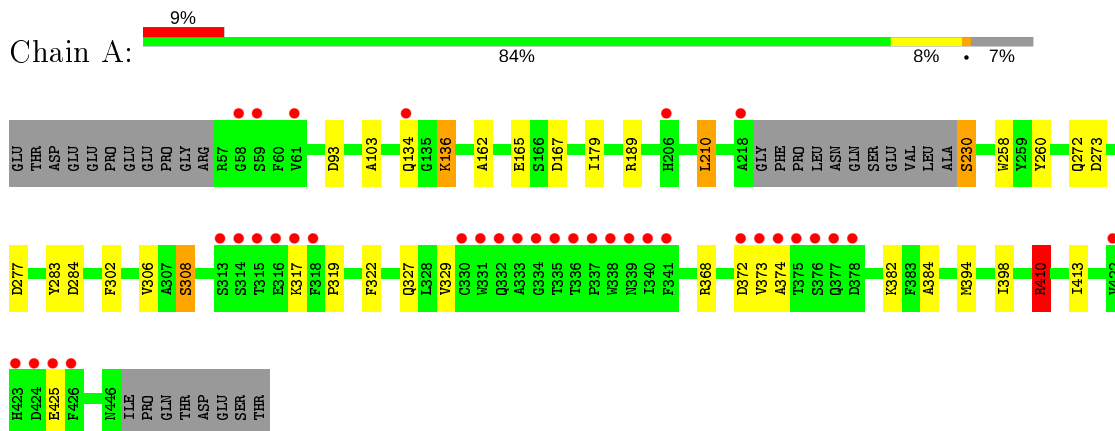 9%
Chain A:
84% 8% • 7%
GLU THR ASP GLU GLU PRO GLU GLU PRO GLY ARG R57 G58 S59 F60 V61 D93 A103 Q134 G135 K136 A162 E165 S166 D167 I179 R189 H206 L210 A218 GLY PHE PRO LEU ASN GLN SER GLU VAL LEU ALA S230 W258 Y259 Y260 Q272 D273
D277 Y283 D284 F302 V306 A307 S308 S313 S314 T315 E316 K317 F318 P319 F322 Q327 L328 V329 C330 W331 Q332 A333 G334 T335 T336 P337 W338 N339 I340 F341 R368 D372 V373 A374 T375 S376 Q377 D378 K382 F383 A384 M394 I398 R410 I413
H423 D424 E425 F426 N446 ILE PRO GLN THR ASP GLU SER THR